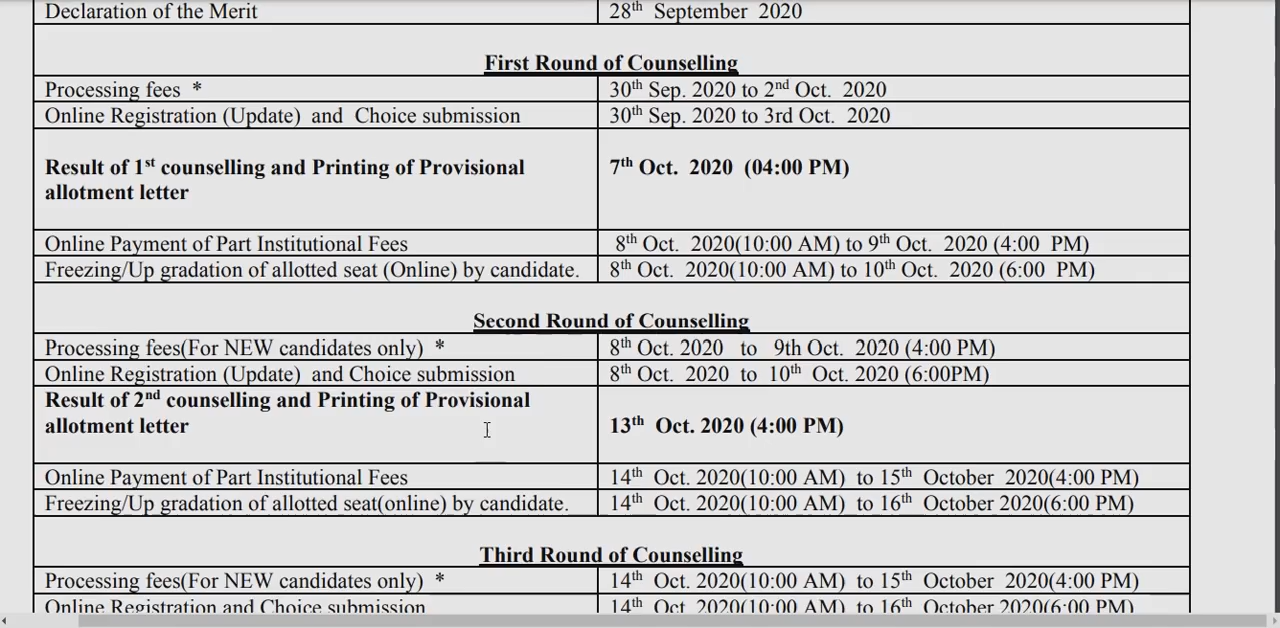 Declaration of the Merit 28th September 2020
First Round of Counselling
Processing fees * 30th Sep. 2020 to 2nd Oct. 2020
Online Registration (Update) and Choice submission 30th Sep. 2020 to 3rd Oct. 2020
Result of 1st counselling and Printing of Provisional 7th Oct. 2020 (04:00 PM)
allotment letter
Online Payment of Part Institutional Fees 8th Oct. 2020(10:00 AM) to 9th Oct. 2020 (4:00 PM)
Freezing/Up gradation of allotted seat (Online) by candidate. 8th Oct. 2020(10:00 AM) to 10th Oct. 2020 (6:00 PM)
Second Round of Counselling
Processing fees(For NEW candidates only) * 8th Oct. 2020 to 9th Oct. 2020 (4:00 PM)
Online Registration (Update) and Choice submission 8th Oct. 2020 to 10th Oct. 2020 (6:00PM)
Result of 2nd counselling and Printing of Provisional
allotment letter 13th Oct. 2020 (4:00 PM)
Online Payment of Part Institutional Fees 14th Oct. 2020(10:00 AM) to 15th October 2020(4:00 PM)
Freezing/Up gradation of allotted seat(online) by candidate. 14th Oct. 2020(10:00 AM) to 16th October 2020(6:00 PM)
Third Round of Counselling
Processing fees(For NEW candidates only) * 14th Oct. 2020(10:00 AM) to 15th October 2020(4:00 PM)
Online Registration and Choice submission 14th Oct. 2020(10:00 AM) to 16th October 2020(6:00 PM)